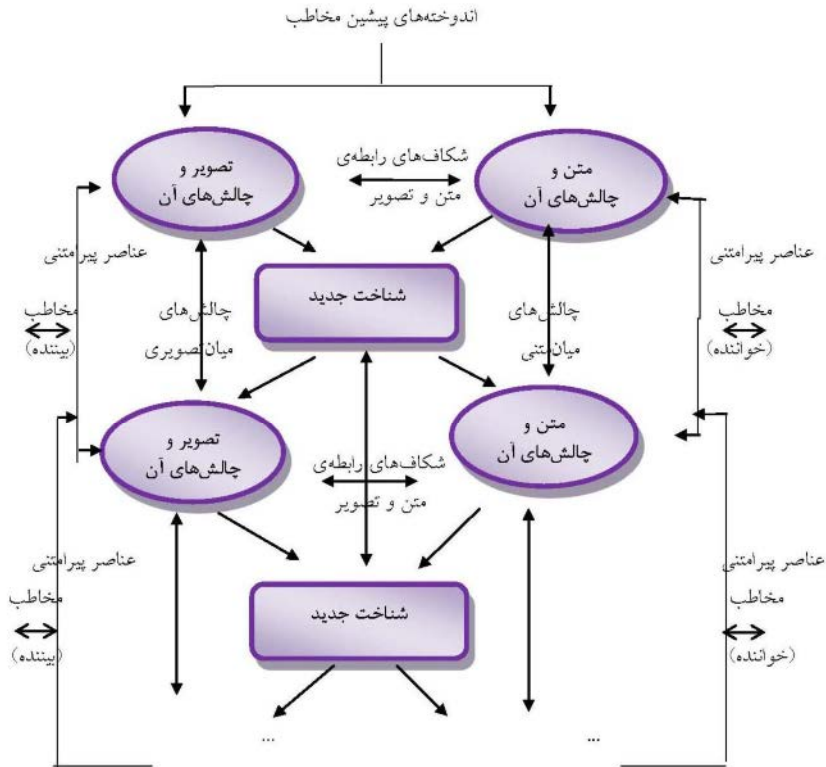 اندوخته‌های پیشین مخاطب
متن و
چالش‌های آن
شکاف‌های رابطه‌ی
متن و تصویر
تصویر و
چالش‌های آن
عناصر پیرامتنی
مخاطب
(خواننده)
چالش‌های
میان‌متنی
شناخت جدید
چالش‌های
میان‌تصویری
عناصر پیرامتنی
مخاطب
(بیننده)
متن و
چالش‌های آن
شکاف‌های رابطه‌ی
متن و تصویر
تصویر و
چالش‌های آن
عناصر پیرامتنی
مخاطب
(خواننده)
شناخت جدید
عناصر پیرامتنی
مخاطب
(بیننده)
...
...